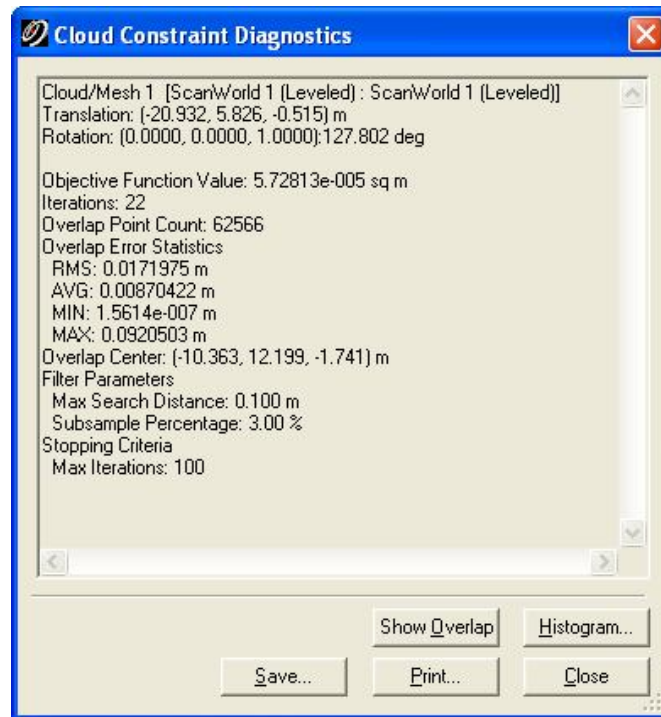 Cloud Constraint Diagnostics
Cloud/Mesh 1 [ScanWorld 1 (Leveled) : ScanWorld 1 (Leveled)]
Translation: (-20.932, 5.826, -0.515) m
Rotation: (0.0000, 0.0000, 1.0000):127.802 deg
Objective Function Value: 5.72813e-005 sq m
Iterations: 22
Overlap Point Count: 62566
Overlap Error Statistics
RMS: 0.0171975 m
AVG: 0.00870422 m
MIN: 1.5614e-007 m
MAX: 0.0920503 m
Overlap Center: (-10.363, 12.199, -1.741) m
Filter Parameters
Max Search Distance: 0.100 m
Subsample Percentage: 3.00 %
Stopping Criteria
Max Iterations: 100
Show Overlap Histogram...
Save... Print... Close